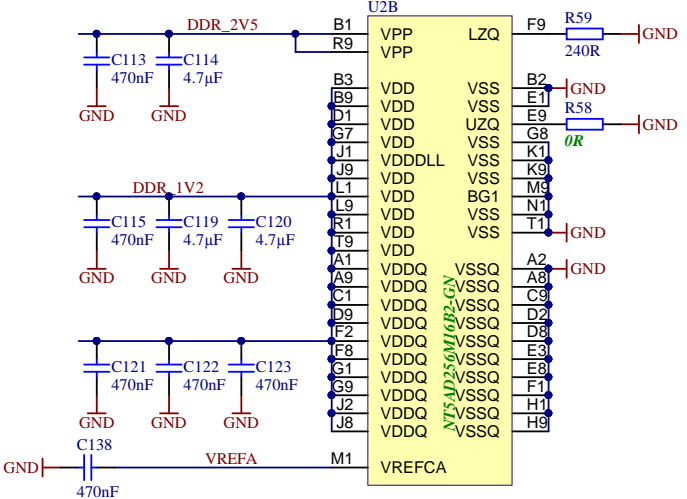 U2B
DDR_2V5
C113
470nF
C114
4.7µF
GND
GND
B1
VPP
R9
VPP
LZQ
F9
R59
240R
GND
B3
VDD
B9
VDD
D1
VDD
G7
VDD
J1
VDDDLL
J9
VDD
L1
VDD
L9
VDD
R1
VDD
T9
VDD
VSS
B2
GND
VSS
E1
UZQ
E9
R58
0R
GND
VSS
G8
VSS
K1
VSS
K9
BG1
M9
VSS
N1
VSS
T1
GND
DDR_1V2
C115
470nF
C119
4.7µF
C120
4.7µF
GND
GND
GND
A1
VDDQ
A9
VDDQ
C1
VDDQ
D9
VDDQ
F2
VDDQ
F8
VDDQ
G1
VDDQ
G9
VDDQ
J2
VDDQ
J8
VDDQ
NT5AD256M16B2-GN
VSSQ
A2
GND
VSSQ
A8
VSSQ
C9
VSSQ
D2
VSSQ
D8
VSSQ
E3
VSSQ
E8
VSSQ
F1
VSSQ
H1
VSSQ
H9
C121
470nF
C122
470nF
C123
470nF
GND
GND
GND
GND
C138
470nF
VREFA
M1
VREFCA